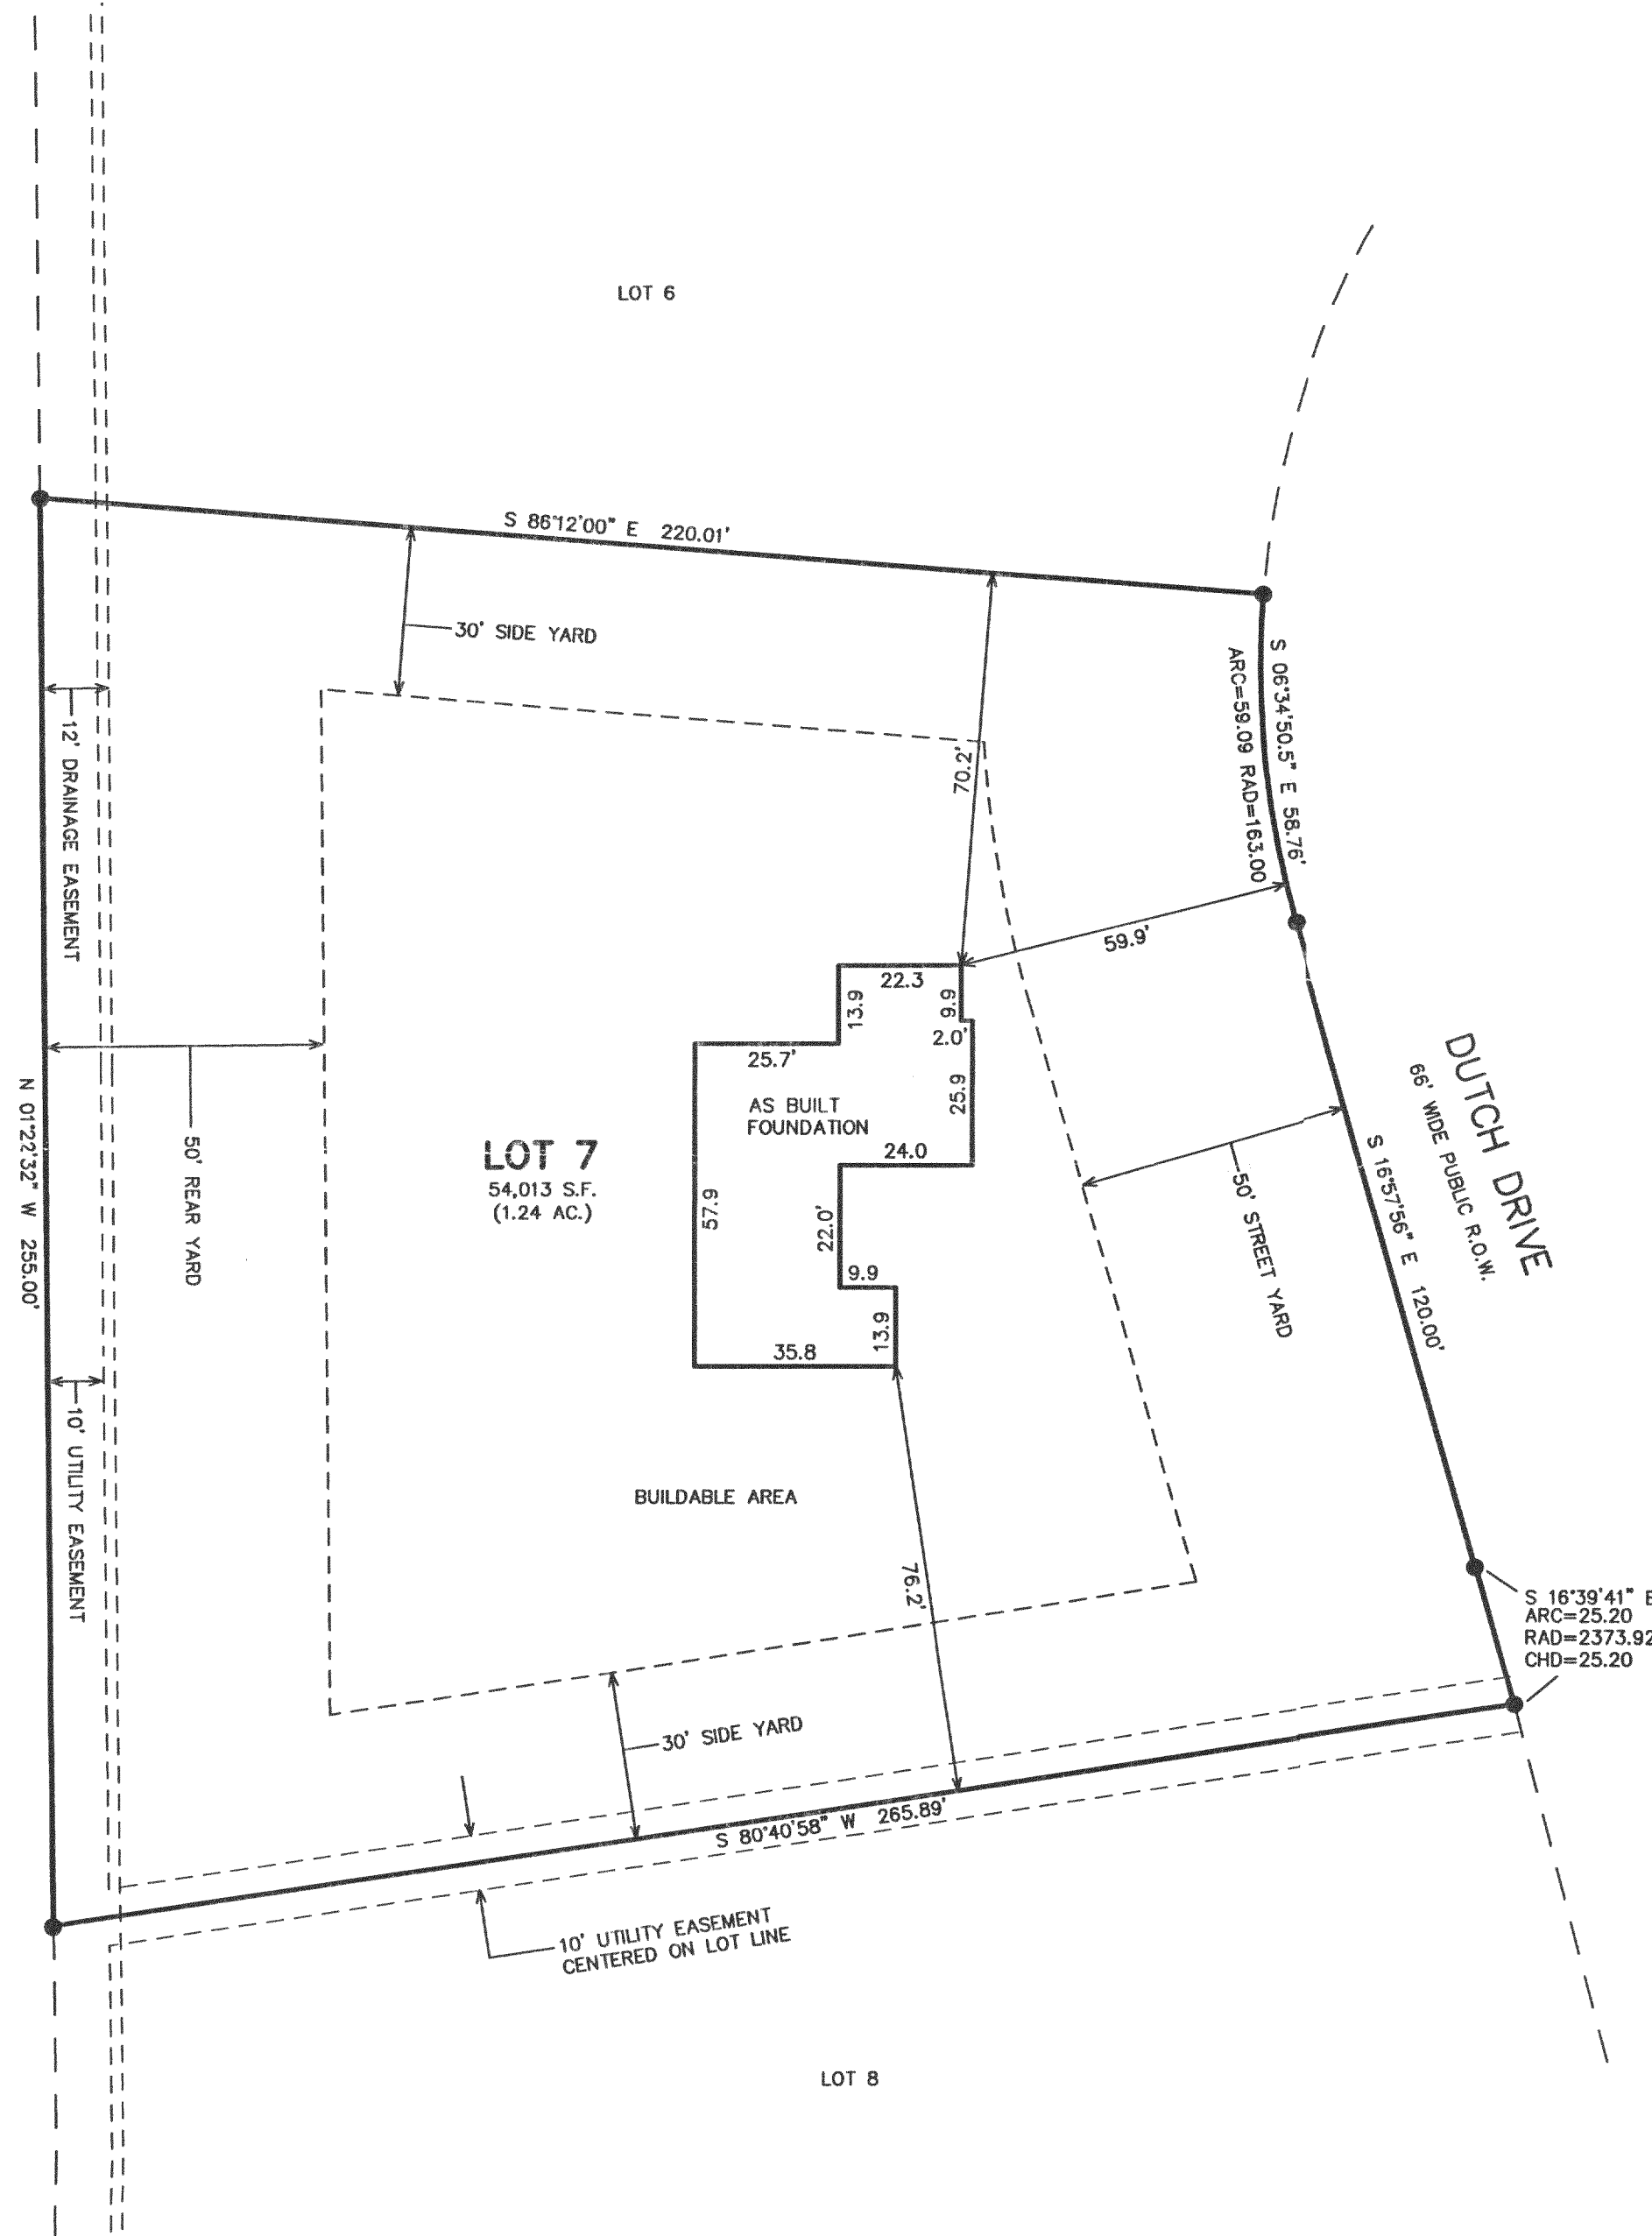 LOT 6
S 86°12'00" E 220.01'
30' SIDE YARD
S 06°34'50.5" E 58.76'
ARC=59.09 RAD=163.00
12' DRAINAGE EASEMENT
70.2'
59.9'
22.3
13.9
9.9
2.0'
25.7'
25.9
AS BUILT
FOUNDATION
24.0
DUTCH DRIVE
66' WIDE PUBLIC R.O.W.
N 01°22'32" W 255.00'
50' REAR YARD
LOT 7
54,013 S.F.
(1.24 AC.)
57.9
22.0'
9.9
13.9
35.8
50' STREET YARD
S 16°57'56" E 120.00'
10' UTILITY EASEMENT
BUILDABLE AREA
76.2'
S 16°39'41" E
ARC=25.20
RAD=2373.92
CHD=25.20
30' SIDE YARD
S 80°40'58" W 265.89'
10' UTILITY EASEMENT
CENTERED ON LOT LINE
LOT 8